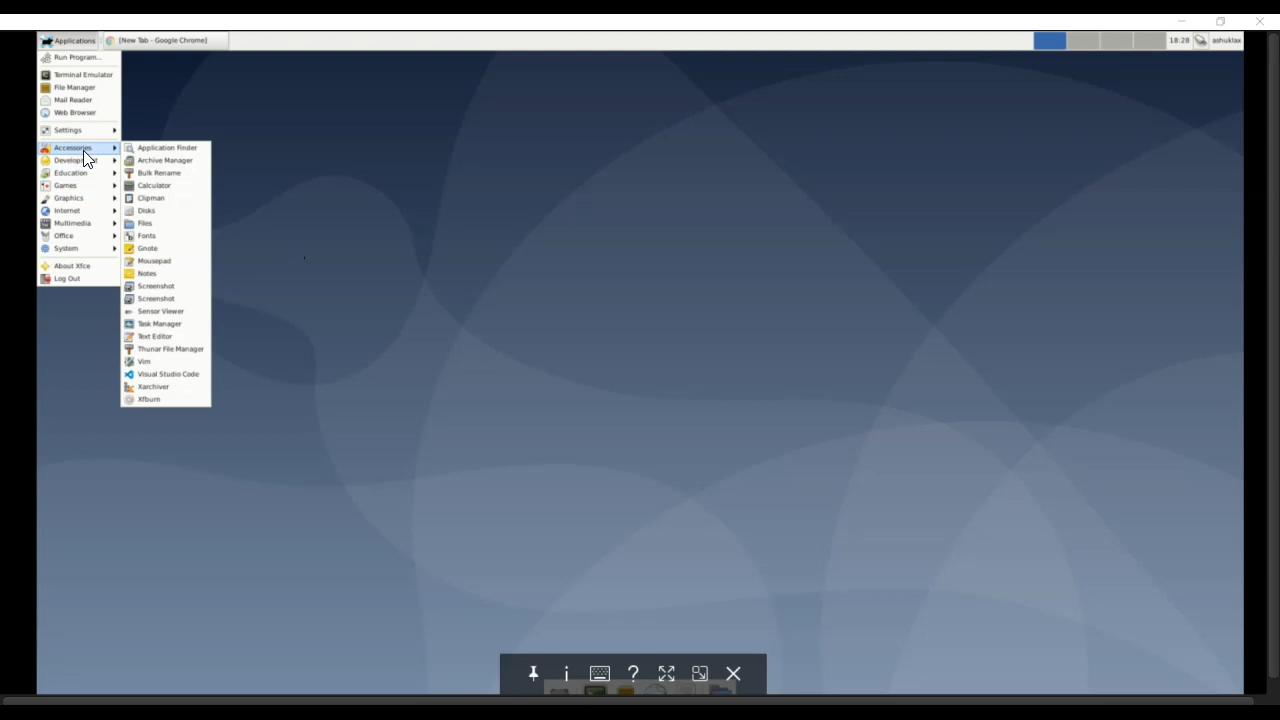 Applications
[New Tab - Google Chrome]
18:28
ashuklax
Run Program...
Terminal Emulator
File Manager
Mail Reader
Web Browser
Settings
Accessories
Education
Games
Graphics
Internet
Multimedia
Office
System
About Xfce
Log Out
Application Finder
Archive Manager
Bulk Rename
Calculator
Clipman
Disks
Files
Fonts
Gnote
Mousepad
Notes
Screenshot
Screenshot
Sensor Viewer
Task Manager
Text Editor
Thunar File Manager
Vim
Visual Studio Code
Xarchiver
Xfburn